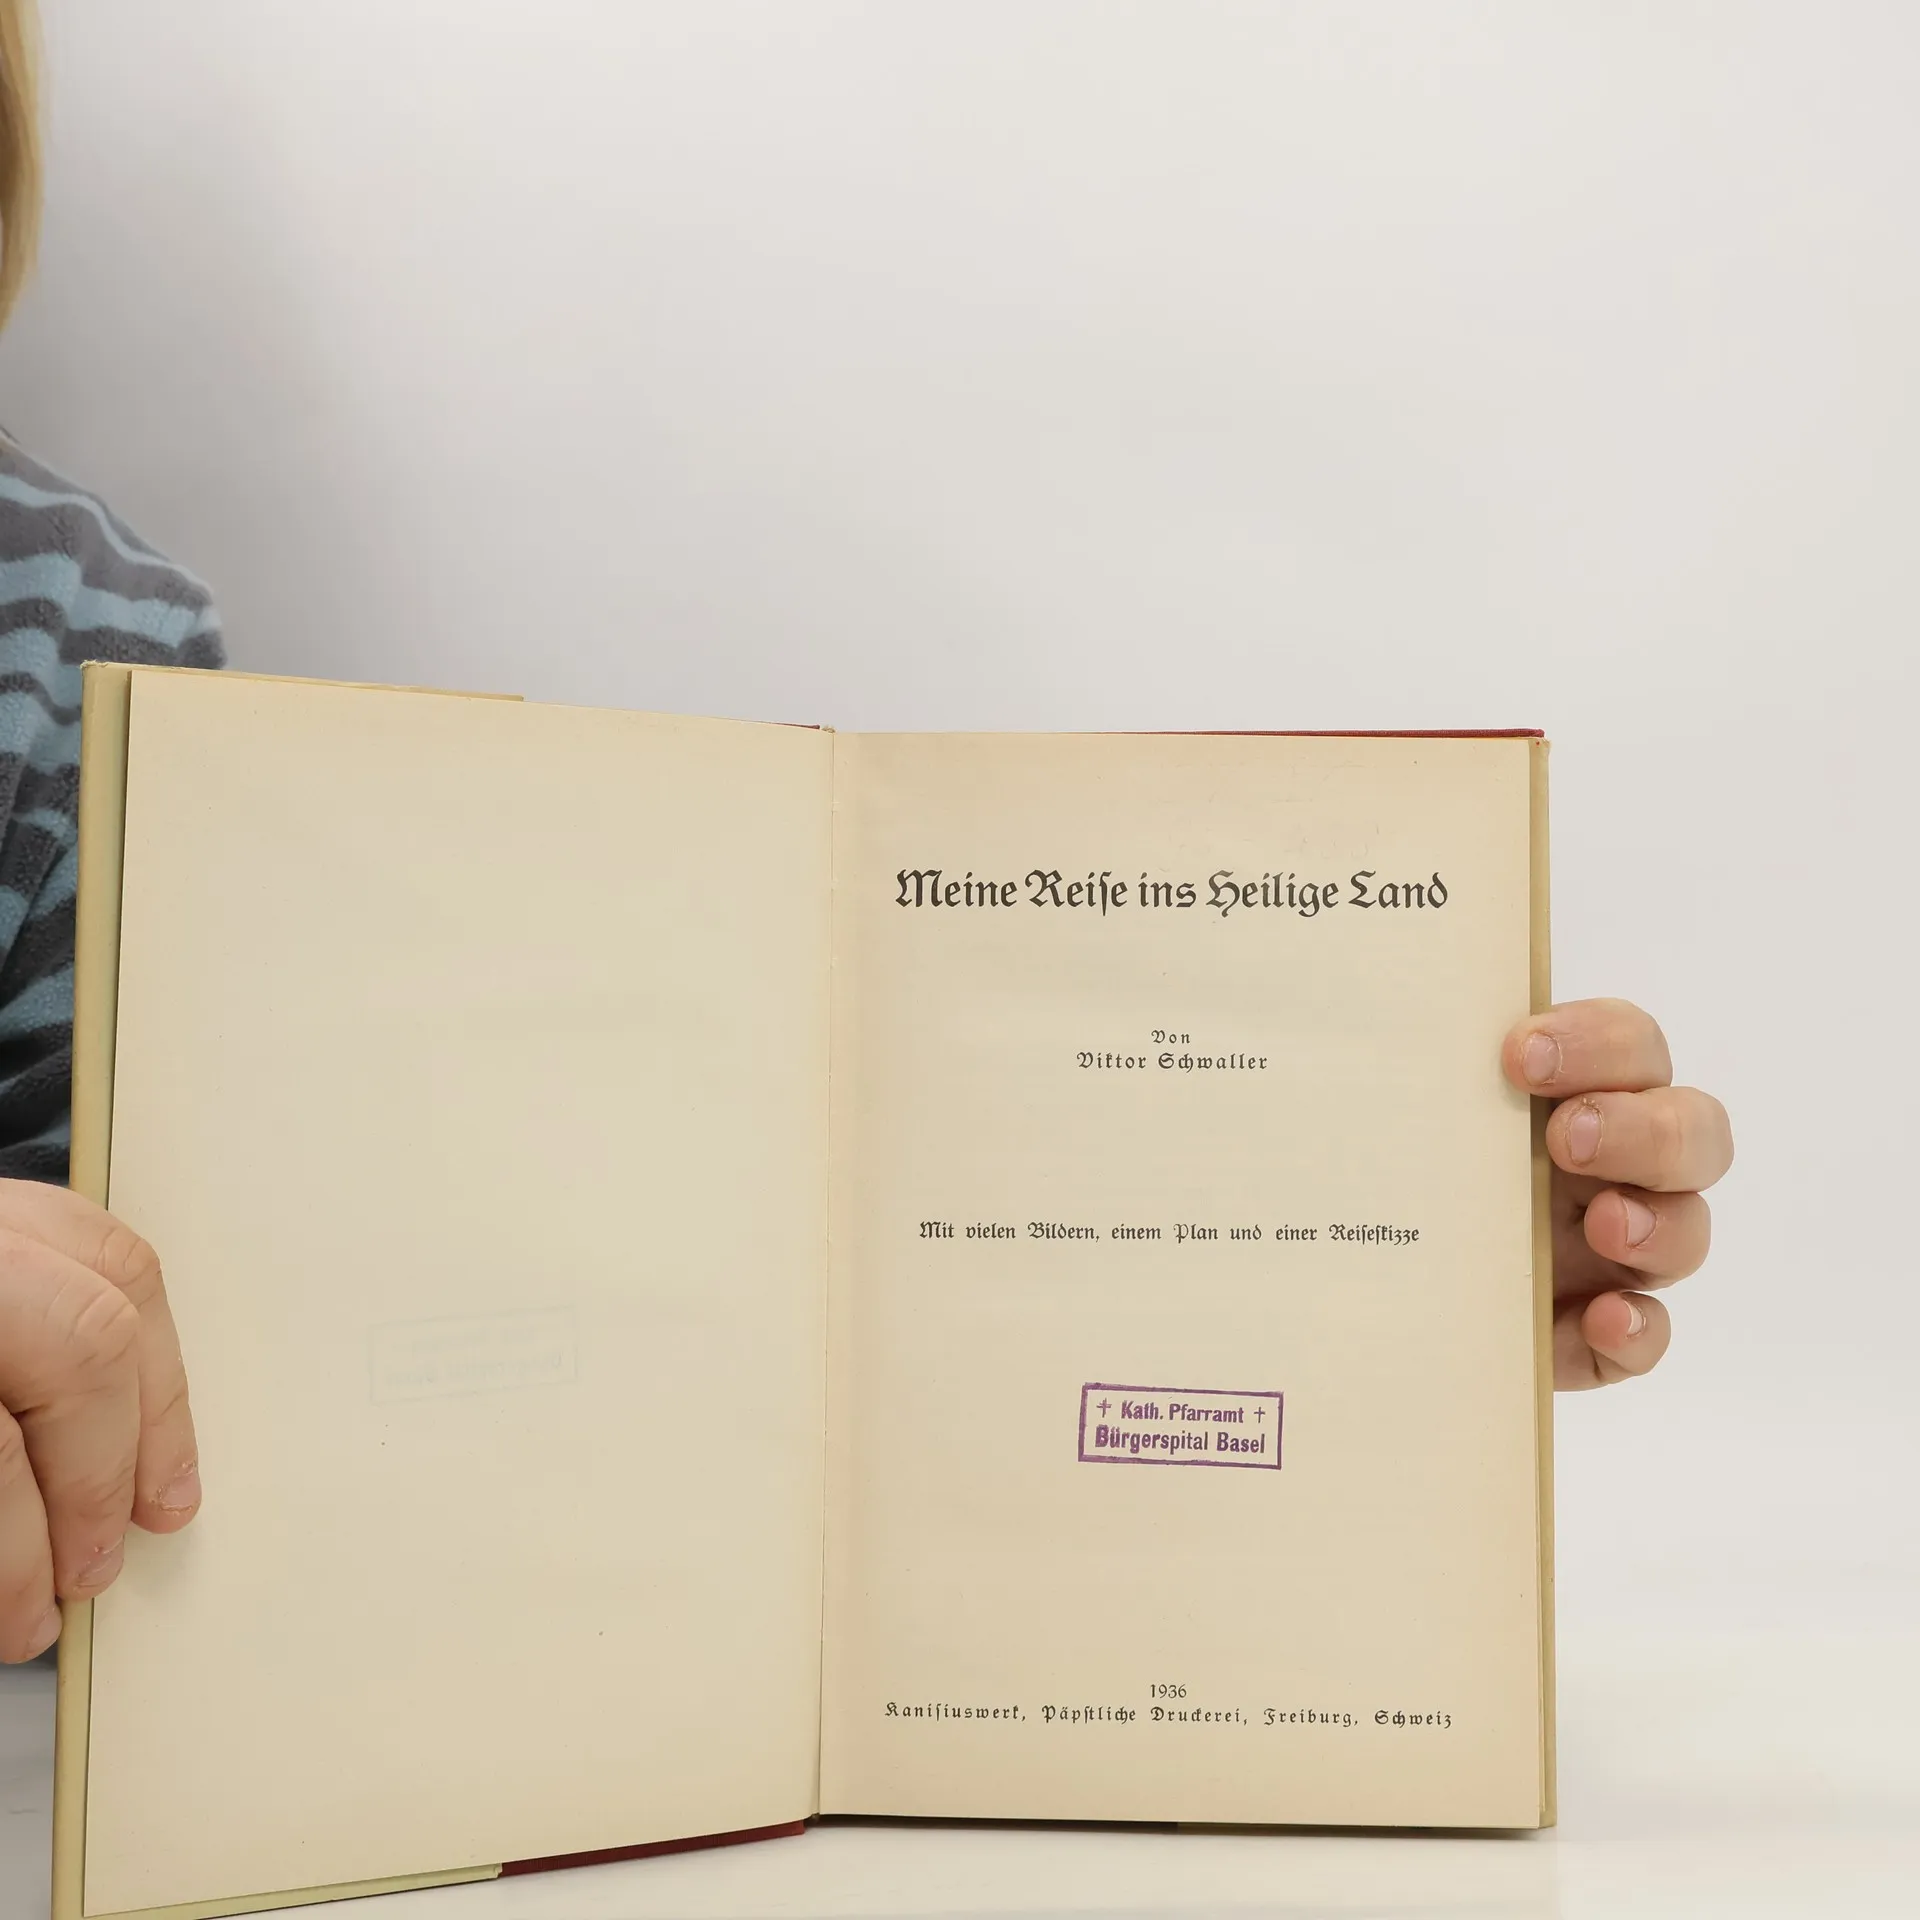 Meine Reiſe ins Heilige Land
Von
Viktor Schwaller
Mit vielen Bildern, einem Plan und einer Reiſeſkizze
✝ Kath. Pfarramt ✝
Bürgerspital Basel
1936
Kaniſiuswerk, Päpſtliche Druckerei, Freiburg, Schweiz